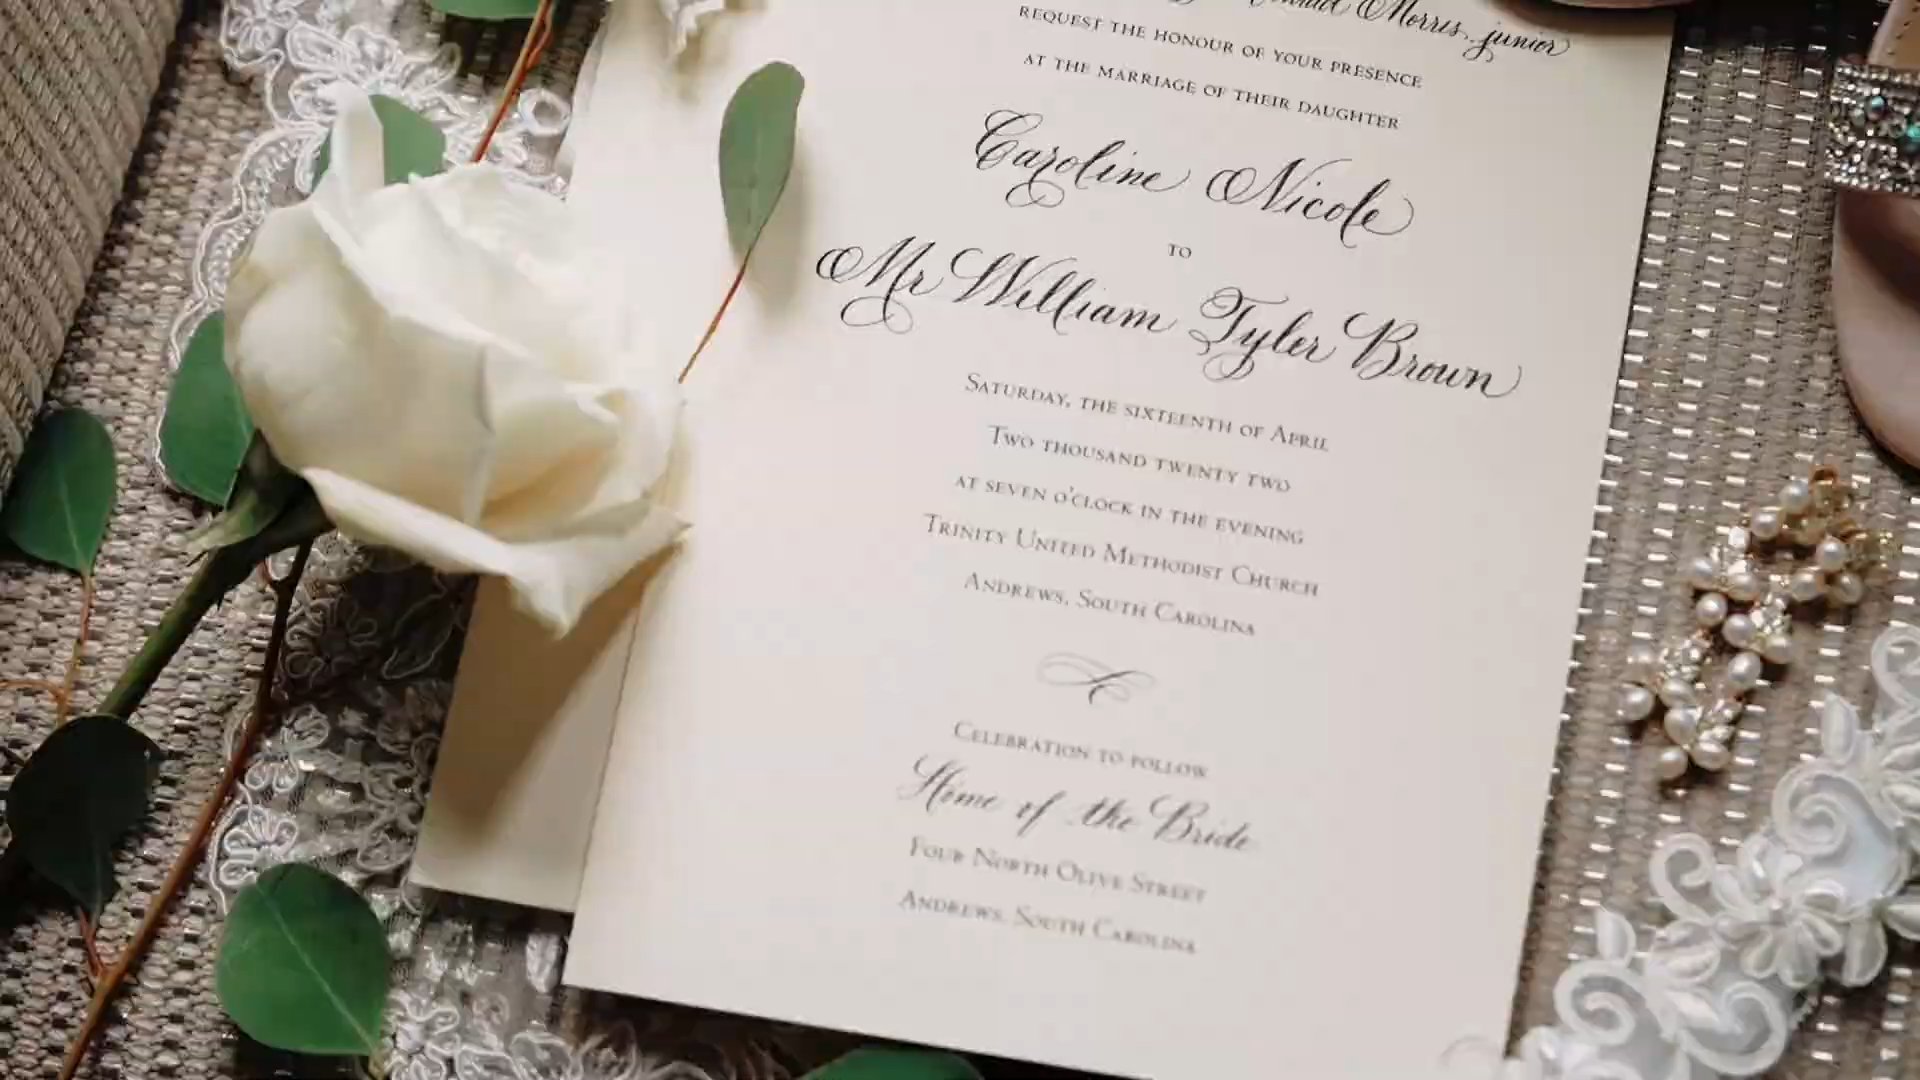 Morris, junior
REQUEST THE HONOUR OF YOUR PRESENCE
AT THE MARRIAGE OF THEIR DAUGHTER
Caroline Nicole
TO
Mr William Tyler Brown
SATURDAY, THE SIXTEENTH OF APRIL
TWO THOUSAND TWENTY TWO
AT SEVEN O'CLOCK IN THE EVENING
TRINITY UNITED METHODIST CHURCH
ANDREWS, SOUTH CAROLINA
CELEBRATION TO FOLLOW
Home of the Bride
FOUR NORTH OLIVE STREET
ANDREWS, SOUTH CAROLINA